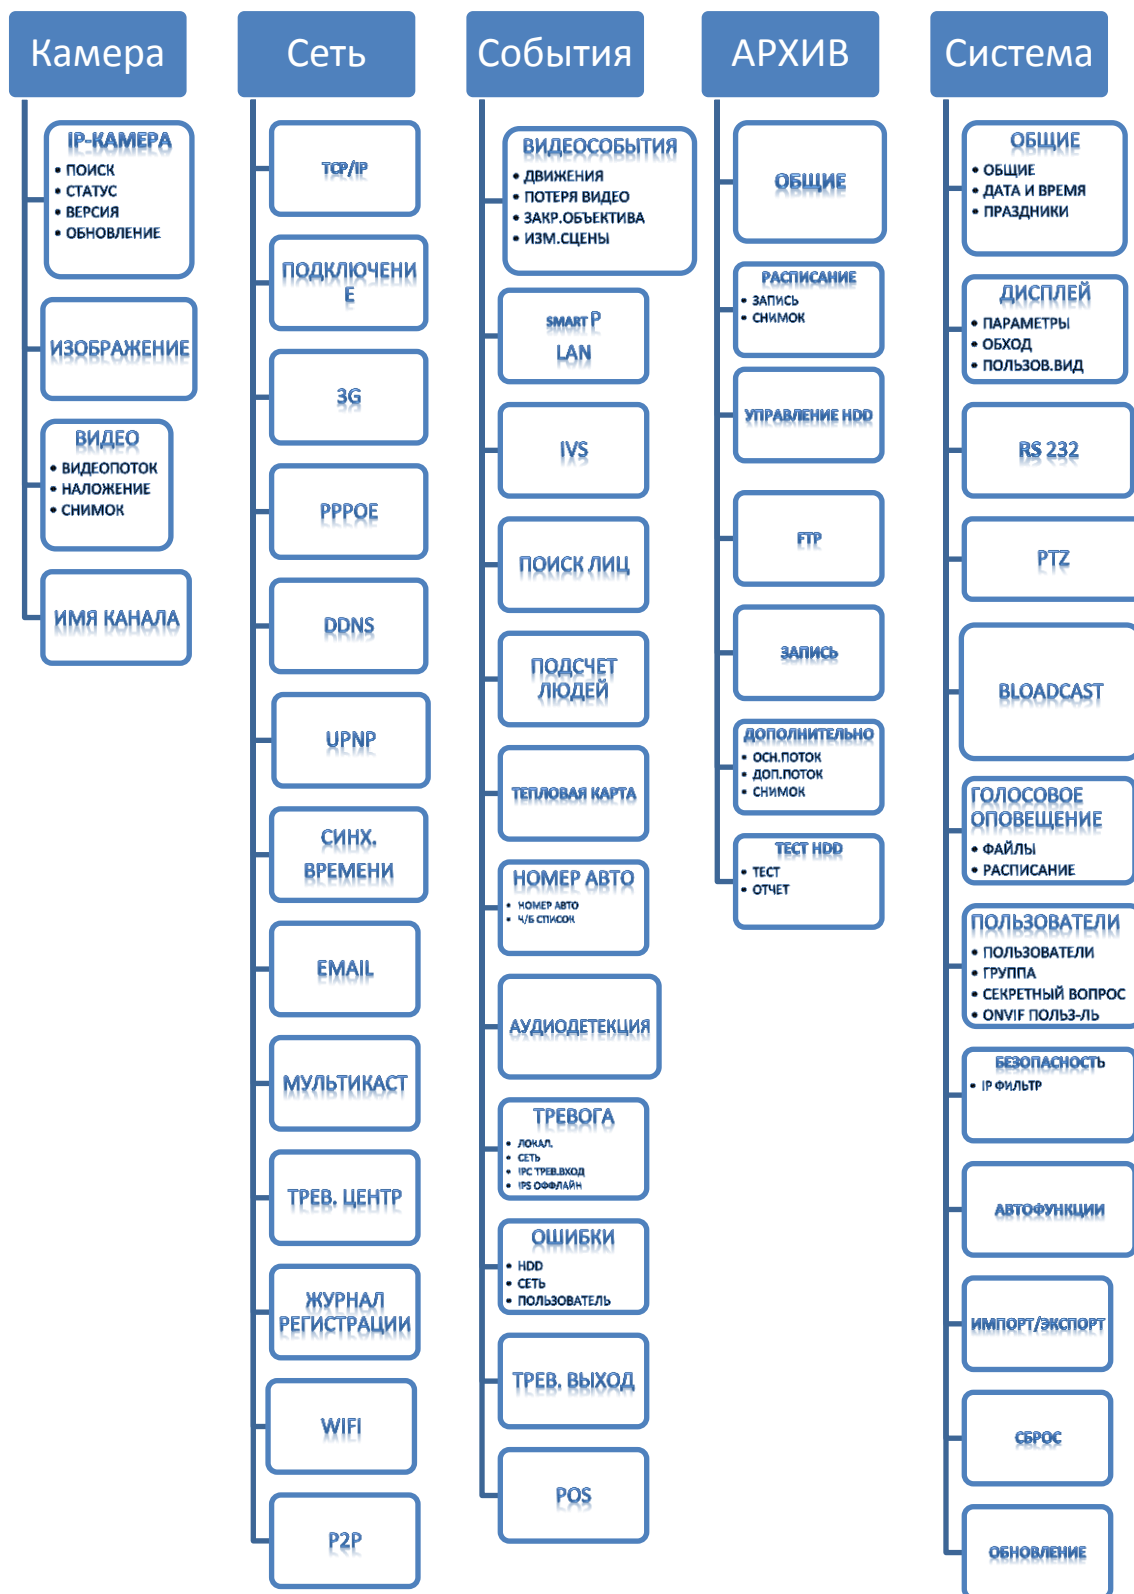 Камера
IP-КАМЕРА
• ПОИСК
• СТАТУС
• ВЕРСИЯ
• ОБНОВЛЕНИЕ
ИЗОБРАЖЕНИЕ
ВИДЕО
• ВИДЕОПОТОК
• НАЛОЖЕНИЕ
• СНИМОК
ИМЯ КАНАЛА
Сеть
TCP/IP
ПОДКЛЮЧЕНИ
Е
3G
PPPOE
DDNS
UPNP
СИНХ.
ВРЕМЕНИ
EMAIL
МУЛЬТИКАСТ
ТРЕВ. ЦЕНТР
ЖУРНАЛ
РЕГИСТРАЦИИ
WIFI
P2P
События
ВИДЕОСОБЫТИЯ
• ДВИЖЕНИЯ
• ПОТЕРЯ ВИДЕО
• ЗАКР.ОБЪЕКТИВА
• ИЗМ.СЦЕНЫ
SMART P
LAN
IVS
ПОИСК ЛИЦ
ПОДСЧЕТ
ЛЮДЕЙ
ТЕПЛОВАЯ КАРТА
НОМЕР АВТО
• НОМЕР АВТО
• Ч/Б СПИСОК
АУДИОДЕТЕКЦИЯ
ТРЕВОГА
• ЛОКАЛ.
• СЕТЬ
• IPC ТРЕВ.ВХОД
• IPS ОФФЛАЙН
ОШИБКИ
• HDD
• СЕТЬ
• ПОЛЬЗОВАТЕЛЬ
ТРЕВ. ВЫХОД
POS
АРХИВ
ОБЩИЕ
РАСПИСАНИЕ
• ЗАПИСЬ
• СНИМОК
УПРАВЛЕНИЕ HDD
FTP
ЗАПИСЬ
ДОПОЛНИТЕЛЬНО
• ОСН.ПОТОК
• ДОП.ПОТОК
• СНИМОК
ТЕСТ HDD
• ТЕСТ
• ОТЧЕТ
Система
ОБЩИЕ
• ОБЩИЕ
• ДАТА И ВРЕМЯ
• ПРАЗДНИКИ
ДИСПЛЕЙ
• ПАРАМЕТРЫ
• ОБХОД
• ПОЛЬЗОВ.ВИД
RS 232
PTZ
BLOADCAST
ГОЛОСОВОЕ
ОПОВЕЩЕНИЕ
• ФАЙЛЫ
• РАСПИСАНИЕ
ПОЛЬЗОВАТЕЛИ
• ПОЛЬЗОВАТЕЛИ
• ГРУППА
• СЕКРЕТНЫЙ ВОПРОС
• ONVIF ПОЛЬЗ-ЛЬ
БЕЗОПАСНОСТЬ
• IP ФИЛЬТР
АВТОФУНКЦИИ
ИМПОРТ/ЭКСПОРТ
СБРОС
ОБНОВЛЕНИЕ